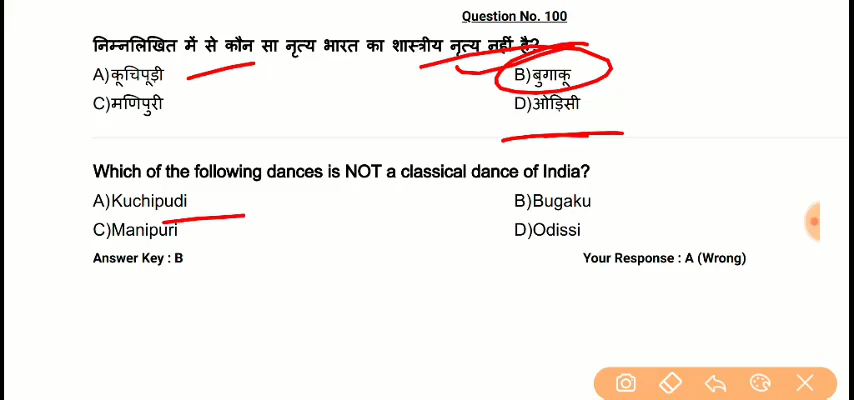 Question No. 100
निम्नलिखित में से कौन सा नृत्य भारत का शास्त्रीय नृत्य नहीं है?
A)कूचिपूड़ी B)बुगाकू
C)मणिपुरी D)ओड़िसी
Which of the following dances is NOT a classical dance of India?
A)Kuchipudi B)Bugaku
C)Manipuri D)Odissi
Answer Key : B Your Response : A (Wrong)